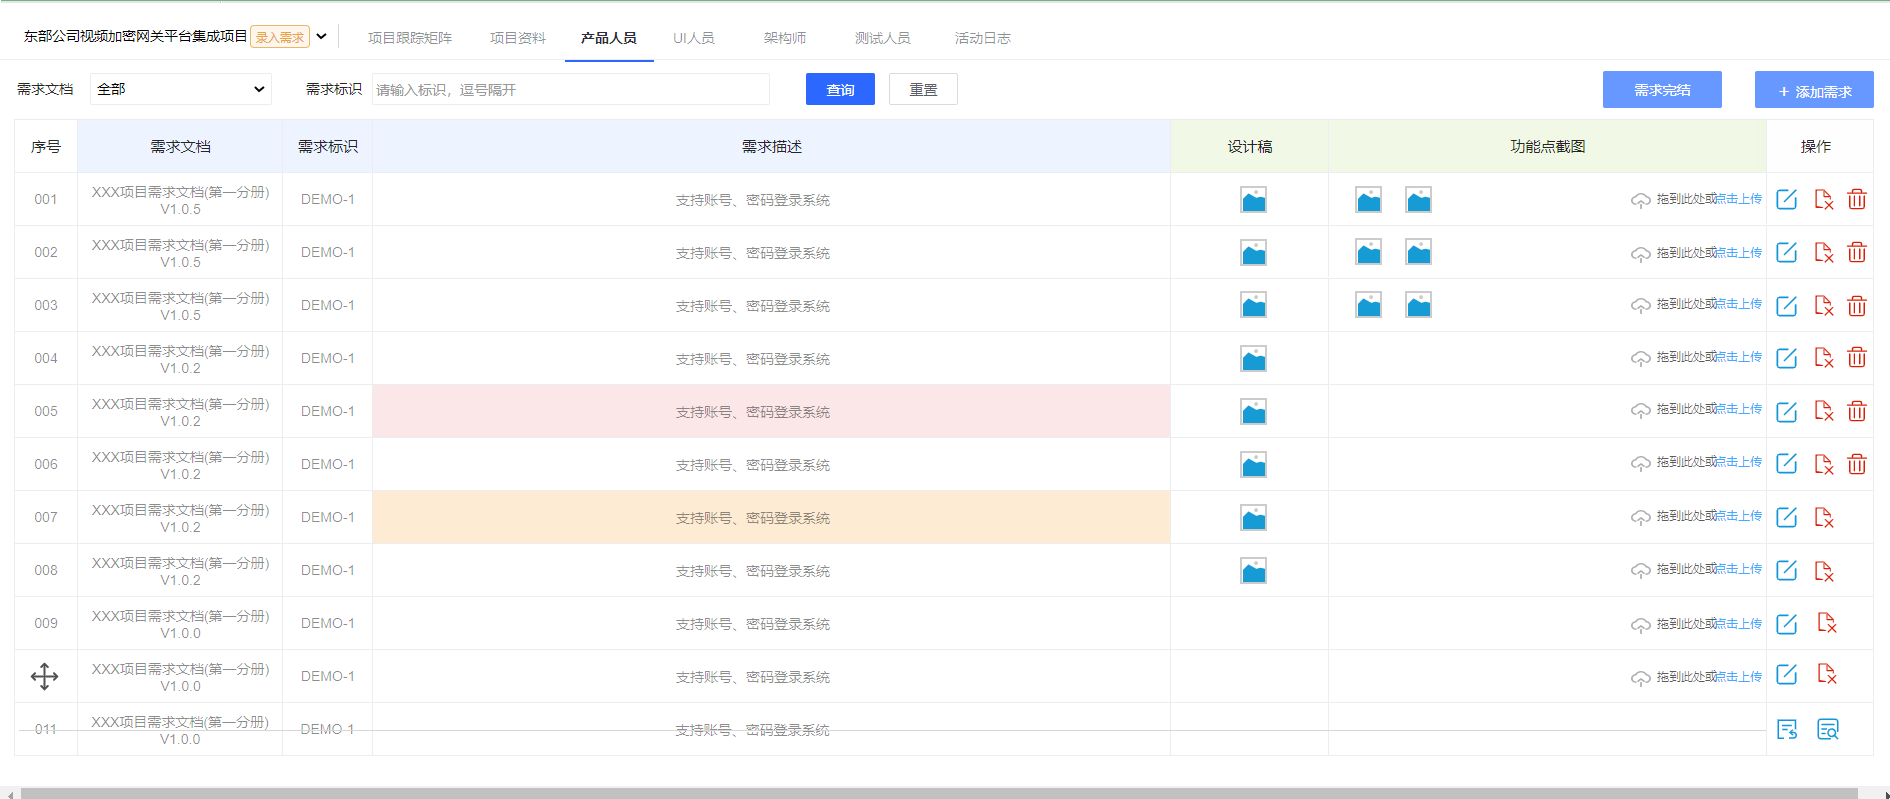 东部公司视频加密网关平台集成项目 录入需求 项目跟踪矩阵 项目资料 产品人员 UI人员 架构师 测试人员 活动日志
需求文档 全部 需求标识 请输入标识，逗号隔开 查询 重置 需求完结 + 添加需求
序号 需求文档 需求标识 需求描述 设计稿 功能点截图 操作
001 XXX项目需求文档(第一分册) V1.0.5 DEMO-1 支持账号、密码登录系统 拖到此处或点击上传
002 XXX项目需求文档(第一分册) V1.0.5 DEMO-1 支持账号、密码登录系统 拖到此处或点击上传
003 XXX项目需求文档(第一分册) V1.0.5 DEMO-1 支持账号、密码登录系统 拖到此处或点击上传
004 XXX项目需求文档(第一分册) V1.0.2 DEMO-1 支持账号、密码登录系统 拖到此处或点击上传
005 XXX项目需求文档(第一分册) V1.0.2 DEMO-1 支持账号、密码登录系统 拖到此处或点击上传
006 XXX项目需求文档(第一分册) V1.0.2 DEMO-1 支持账号、密码登录系统 拖到此处或点击上传
007 XXX项目需求文档(第一分册) V1.0.2 DEMO-1 支持账号、密码登录系统 拖到此处或点击上传
008 XXX项目需求文档(第一分册) V1.0.2 DEMO-1 支持账号、密码登录系统 拖到此处或点击上传
009 XXX项目需求文档(第一分册) V1.0.0 DEMO-1 支持账号、密码登录系统 拖到此处或点击上传
XXX项目需求文档(第一分册) V1.0.0 DEMO-1 支持账号、密码登录系统 拖到此处或点击上传
011 XXX项目需求文档(第一分册) V1.0.0 DEMO-1 支持账号、密码登录系统